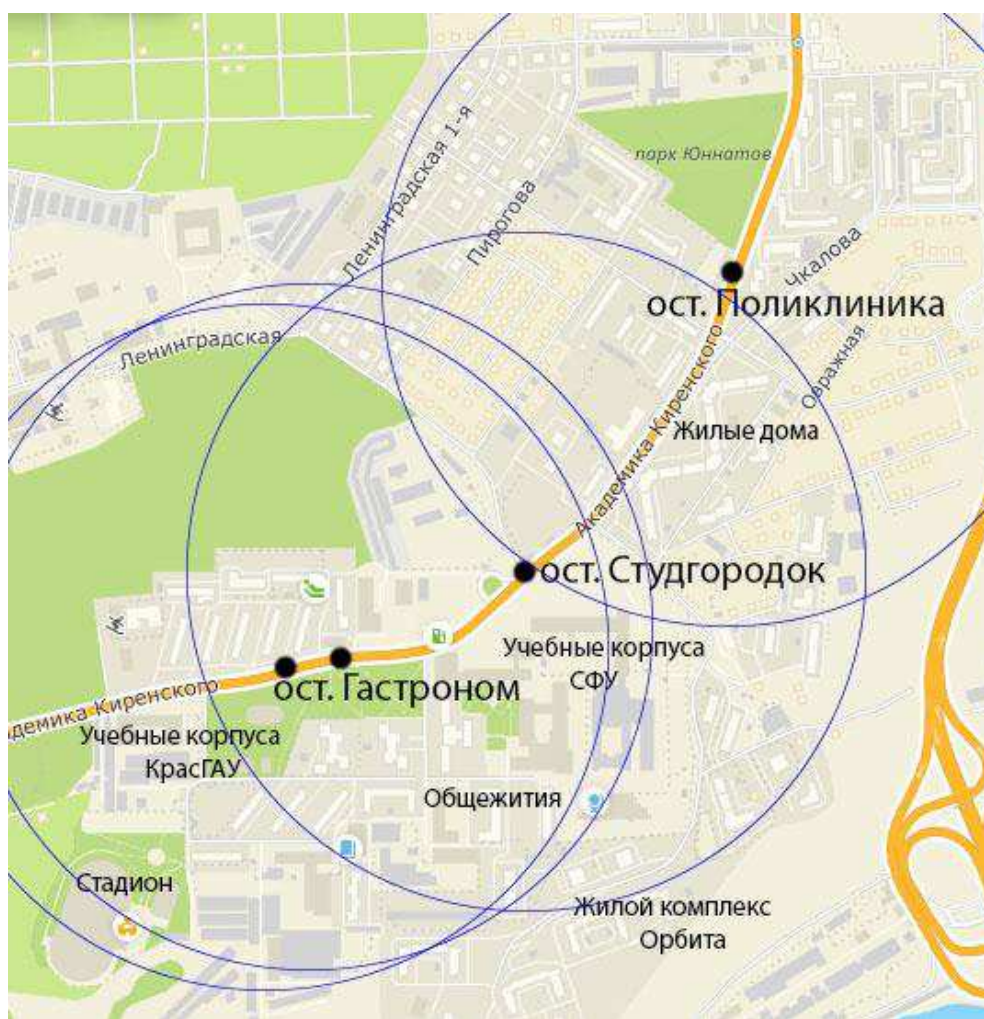 Ленинградская 1-я
парк Юннатов
Пирогова
Чкалова
ост. Поликлиника
Ленинградская
Овражная
Академика Киренского
Жилые дома
ост. Студгородок
Учебные корпуса
СФУ
ост. Гастроном
адемика Киренского
Учебные корпуса
КрасГАУ
Общежития
Стадион
Жилой комплекс
Орбита